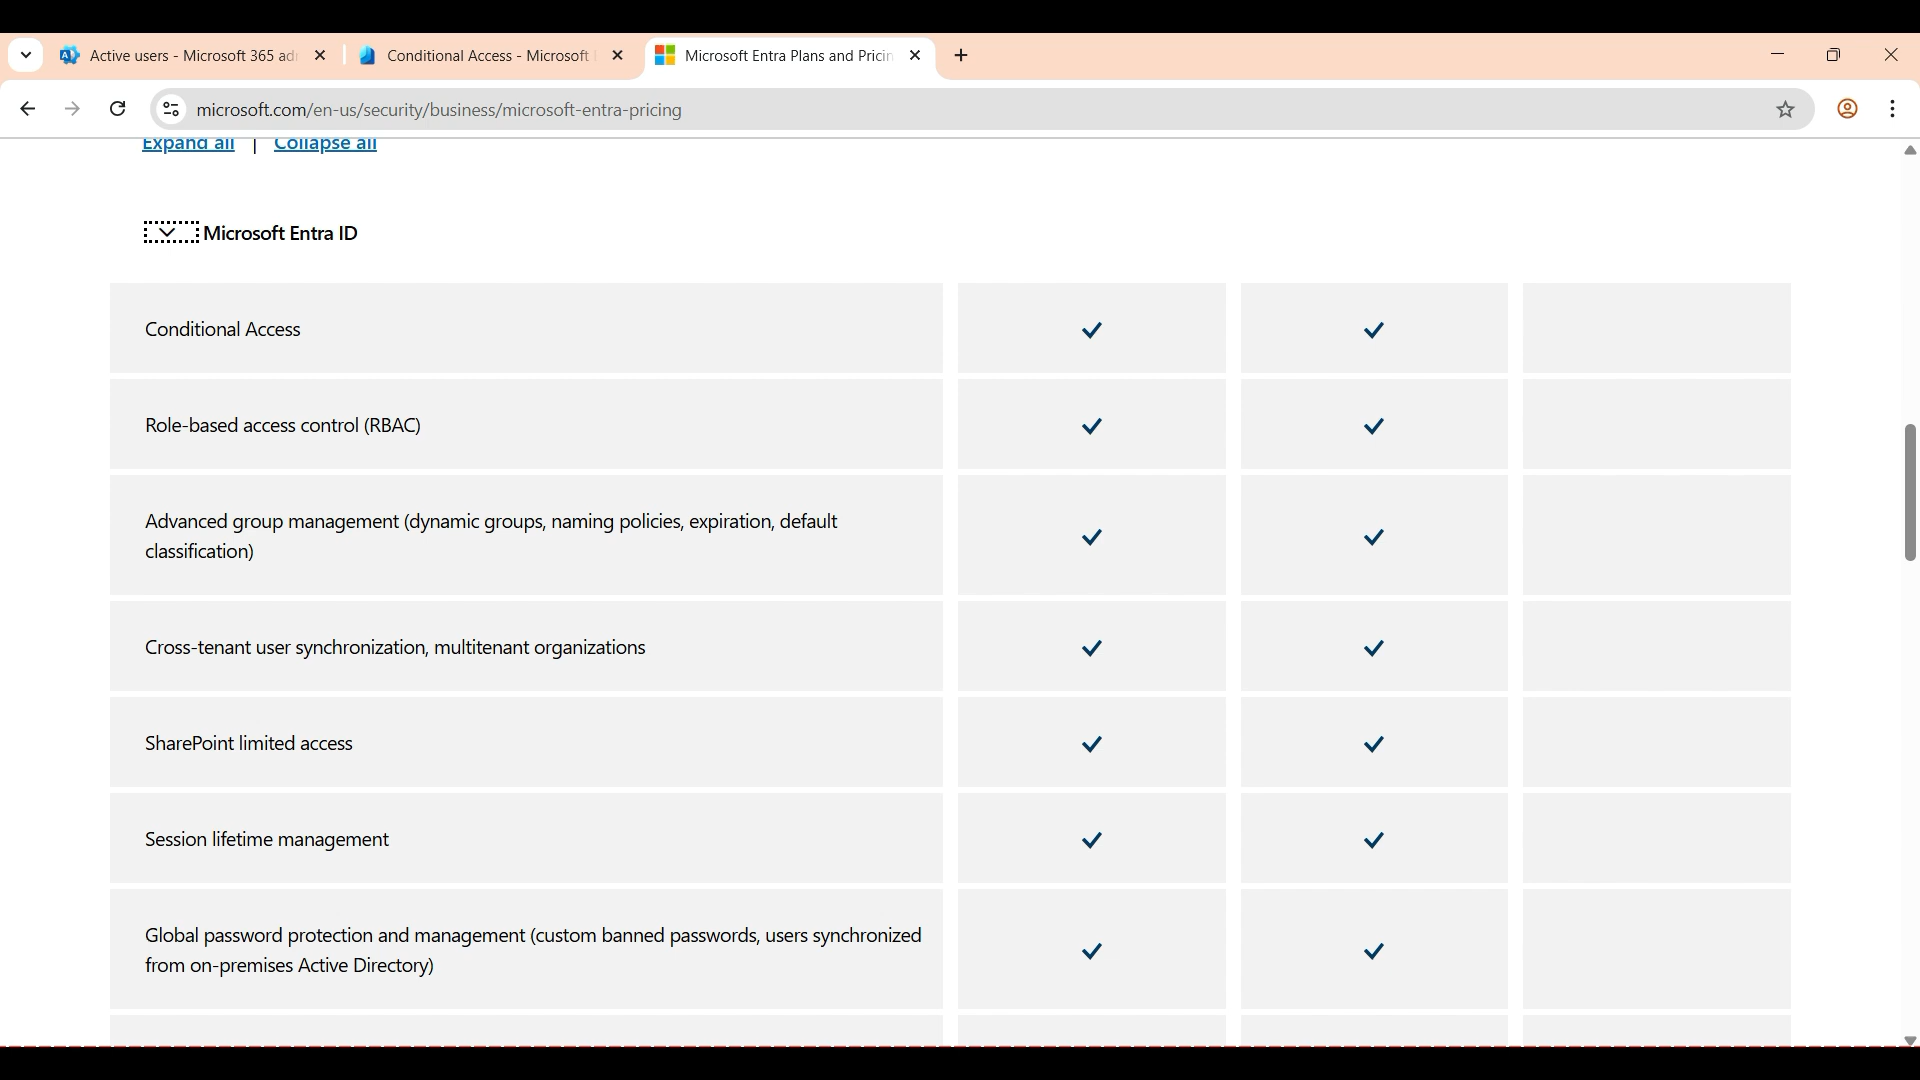 Active users - Microsoft 365 ad
Conditional Access - Microsoft
Microsoft Entra Plans and Pricin
microsoft.com/en-us/security/business/microsoft-entra-pricing
Expand all | Collapse all
Microsoft Entra ID
Conditional Access
Role-based access control (RBAC)
Advanced group management (dynamic groups, naming policies, expiration, default
classification)
Cross-tenant user synchronization, multitenant organizations
SharePoint limited access
Session lifetime management
Global password protection and management (custom banned passwords, users synchronized
from on-premises Active Directory)